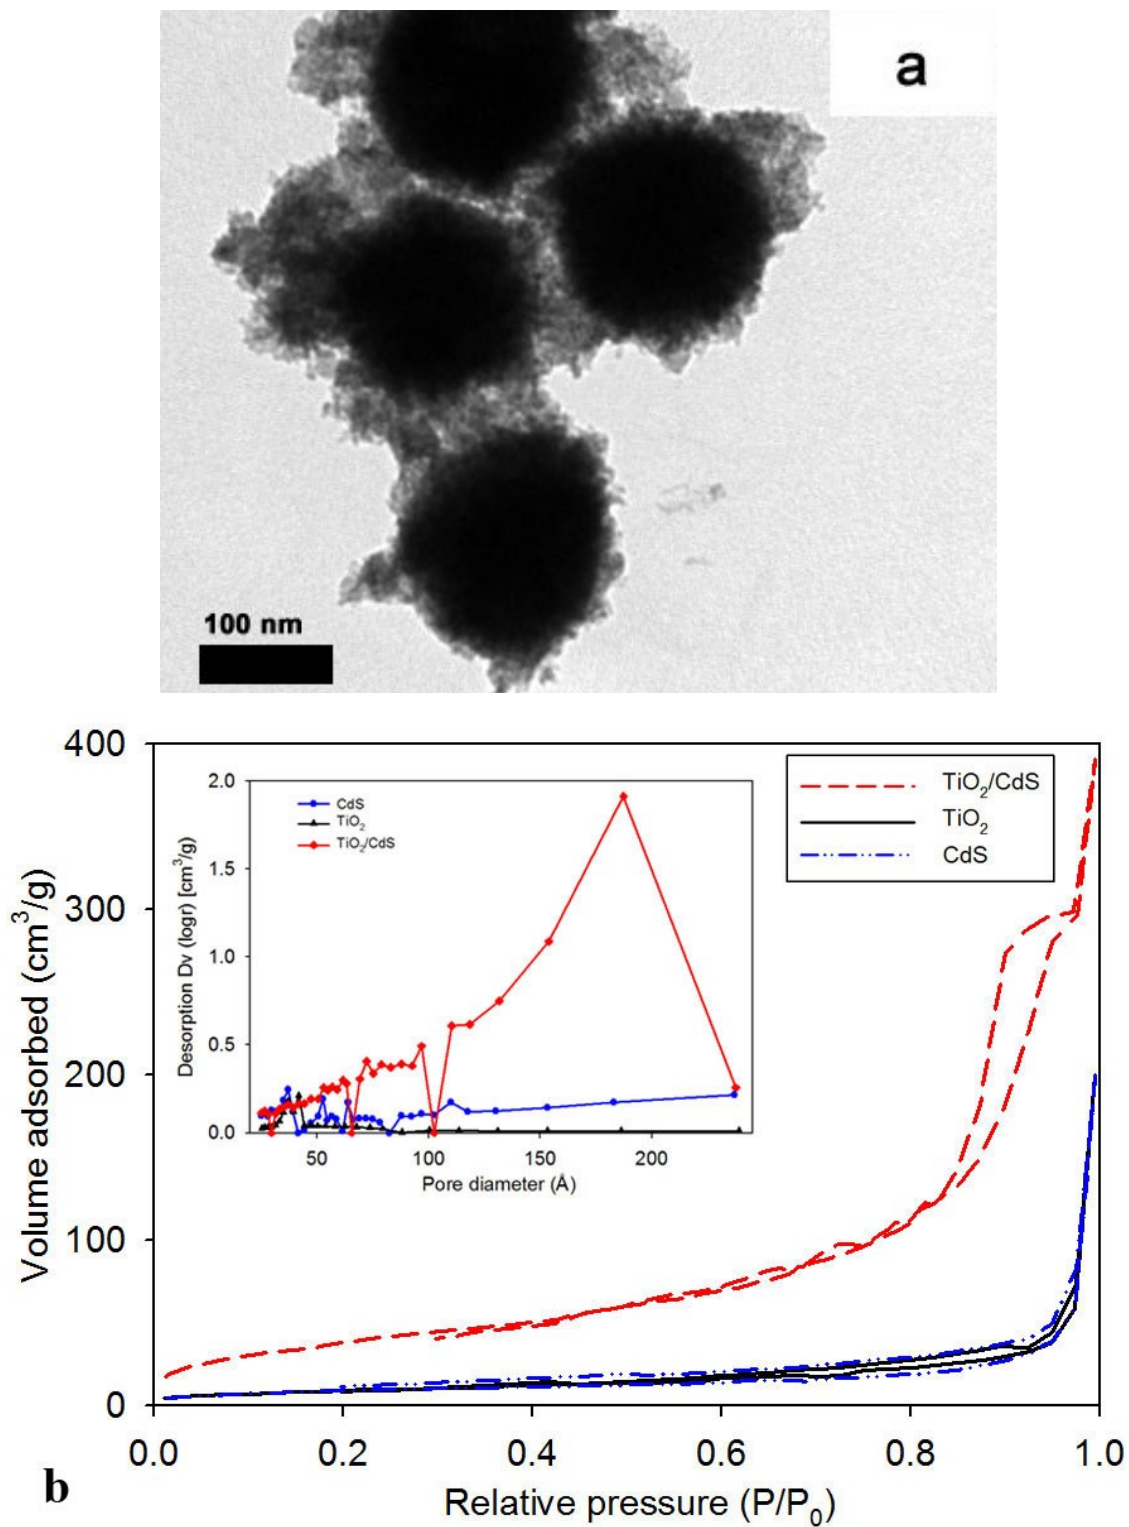 a
100 nm
400
300
200
100
0
Volume adsorbed (cm³/g)
2.0
1.5
1.0
0.5
0.0
Desorption Dv (logr) [cm³/g)
CdS
TiO₂
TiO₂/CdS
50 100 150 200
Pore diameter (Å)
TiO₂/CdS
TiO₂
CdS
0.0 0.2 0.4 0.6 0.8 1.0
Relative pressure (P/P₀)
b